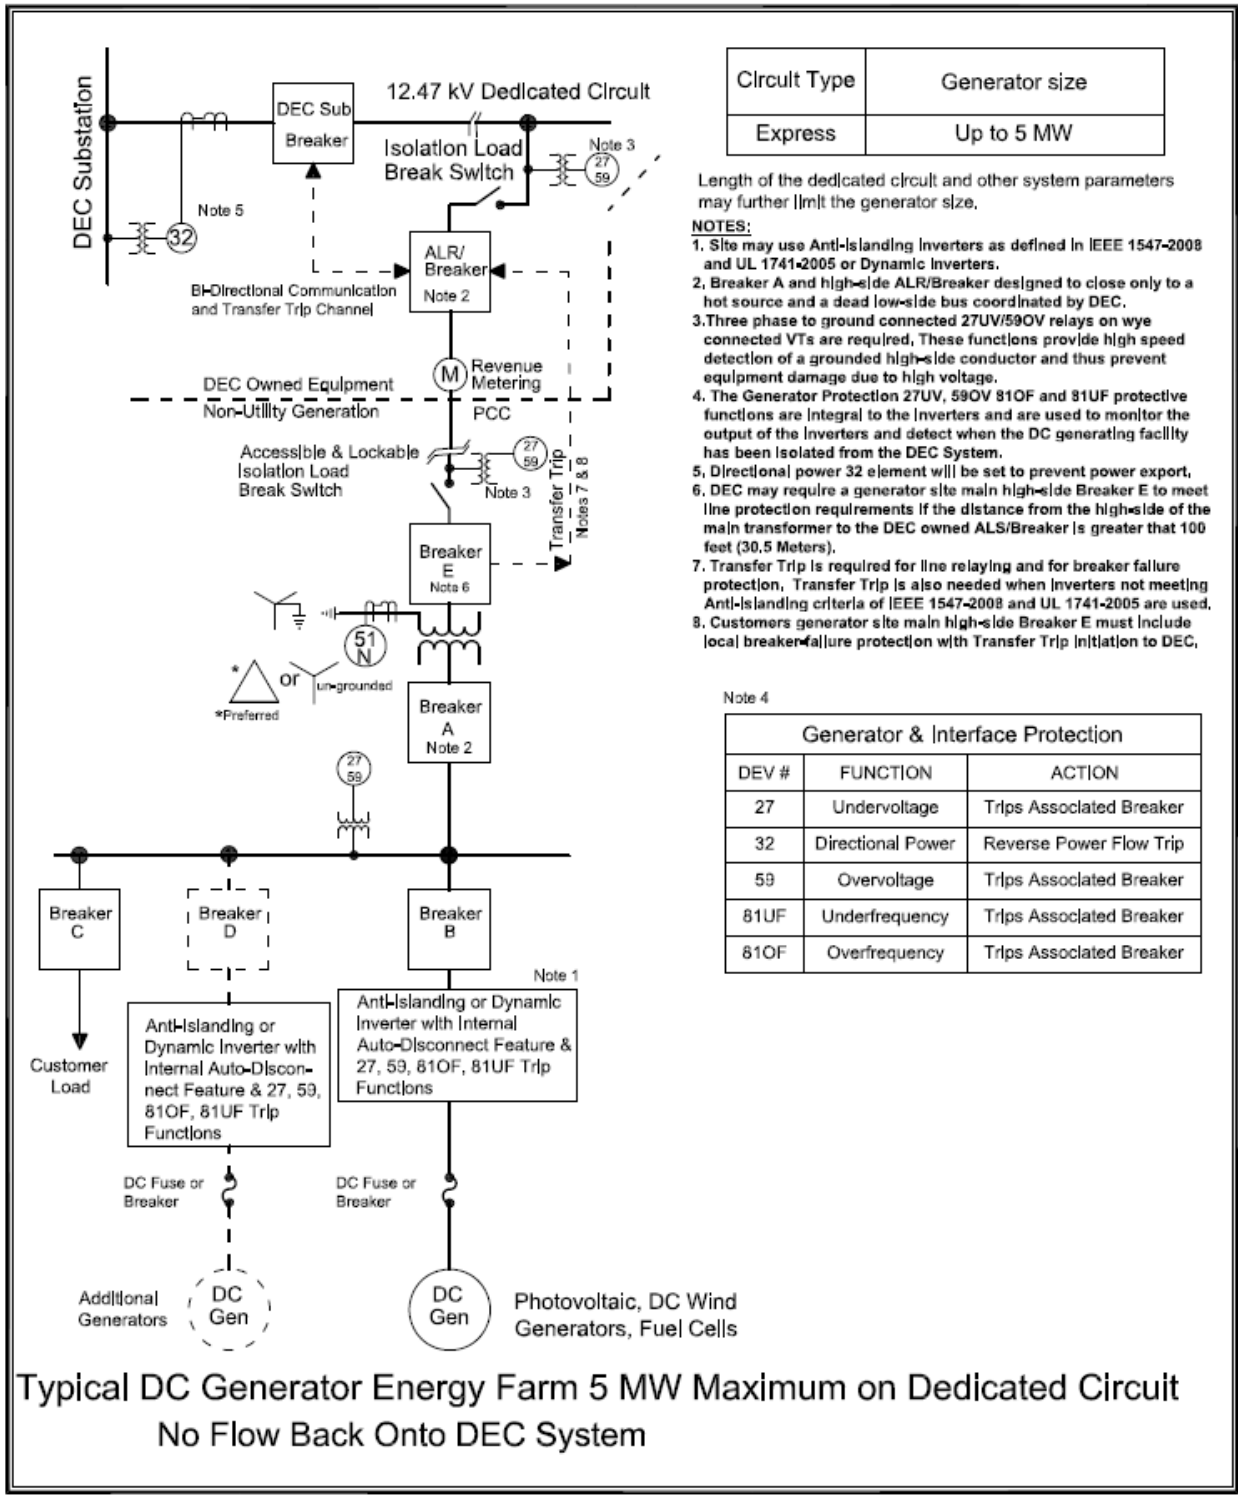 12.47 kV Dedicated Circuit
DEC Substation
DEC Sub
Breaker
Isolation Load
Break Switch
Note 3
27
59
Note 5
32
ALR/
Breaker
Note 2
Bi-Directional Communication
and Transfer Trip Channel
M
Revenue
Metering
DEC Owned Equipment
Non-Utility Generation
PCC
Accessible & Lockable
Isolation Load
Break Switch
27
59
Note 3
Transfer Trip
Notes 7 & 8
Breaker
E
Note 6
51
N
*
or
un-grounded
*Preferred
Breaker
A
Note 2
27
59
Breaker
C
Breaker
D
Breaker
B
Note 1
Customer
Load
Anti-Islanding or
Dynamic Inverter with
Internal Auto-Discon-
nect Feature & 27, 59,
81OF, 81UF Trip
Functions
Anti-Islanding or Dynamic
Inverter with Internal
Auto-Disconnect Feature &
27, 59, 81OF, 81UF Trip
Functions
DC Fuse or
Breaker
DC Fuse or
Breaker
Additional
Generators
DC
Gen
DC
Gen
Photovoltaic, DC Wind
Generators, Fuel Cells
Circuit Type Generator size
Express Up to 5 MW
Length of the dedicated circuit and other system parameters
may further limit the generator size.
NOTES:
1. Site may use Anti-Islanding Inverters as defined in IEEE 1547-2008
and UL 1741-2005 or Dynamic Inverters.
2. Breaker A and high-side ALR/Breaker designed to close only to a
hot source and a dead low-side bus coordinated by DEC.
3.Three phase to ground connected 27UV/59OV relays on wye
connected VTs are required. These functions provide high speed
detection of a grounded high-side conductor and thus prevent
equipment damage due to high voltage.
4. The Generator Protection 27UV, 59OV 81OF and 81UF protective
functions are integral to the inverters and are used to monitor the
output of the inverters and detect when the DC generating facility
has been isolated from the DEC System.
5. Directional power 32 element will be set to prevent power export.
6. DEC may require a generator site main high-side Breaker E to meet
line protection requirements if the distance from the high-side of the
main transformer to the DEC owned ALS/Breaker is greater that 100
feet (30.5 Meters).
7. Transfer Trip is required for line relaying and for breaker failure
protection. Transfer Trip is also needed when inverters not meeting
Anti-islanding criteria of IEEE 1547-2008 and UL 1741-2005 are used.
8. Customers generator site main high-side Breaker E must include
local breaker-failure protection with Transfer Trip initiation to DEC.
Note 4
Generator & Interface Protection
DEV # FUNCTION ACTION
27 Undervoltage Trips Associated Breaker
32 Directional Power Reverse Power Flow Trip
59 Overvoltage Trips Associated Breaker
81UF Underfrequency Trips Associated Breaker
81OF Overfrequency Trips Associated Breaker
Typical DC Generator Energy Farm 5 MW Maximum on Dedicated Circuit
No Flow Back Onto DEC System